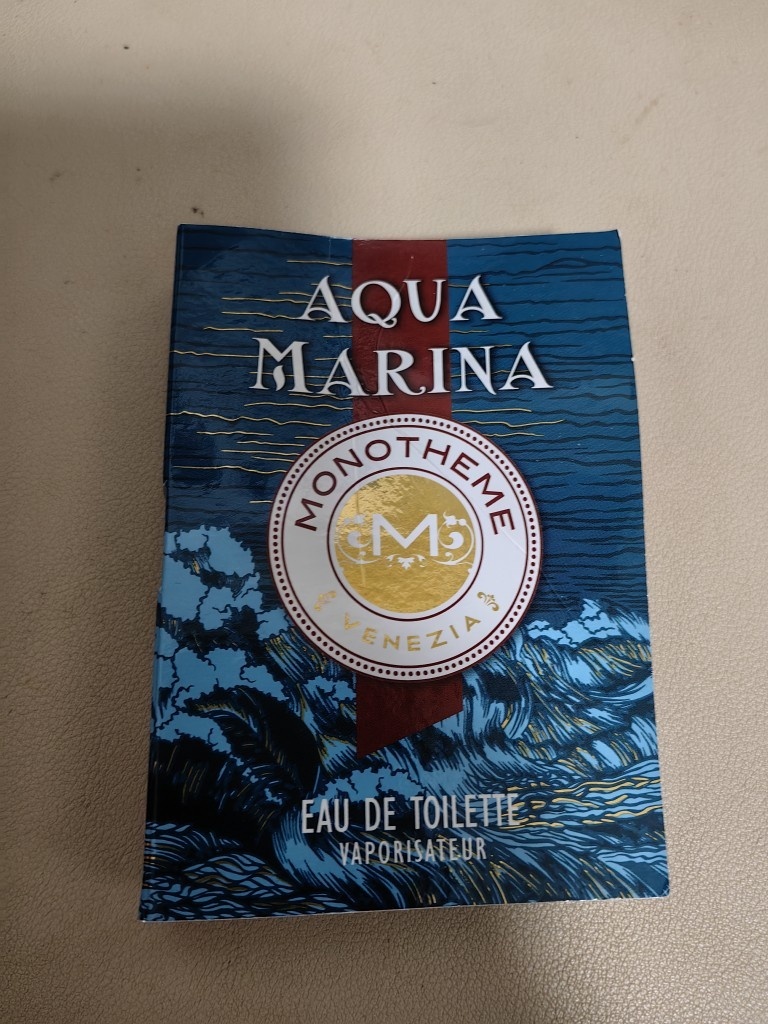 AQUA
MARINA
MONOTHEME
M
VENEZIA
EAU DE TOILETTE
VAPORISATEUR